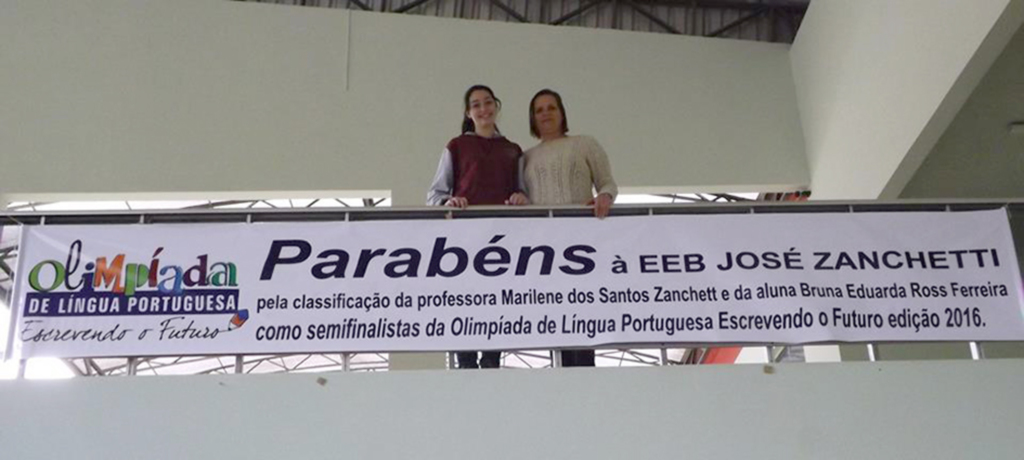 Olimpíada
DE LÍNGUA PORTUGUESA
Escrevendo o Futuro
Parabéns à EEB JOSÉ ZANCHETTI
pela classificação da professora Marilene dos Santos Zanchett e da aluna Bruna Eduarda Ross Ferreira
como semifinalistas da Olimpíada de Língua Portuguesa Escrevendo o Futuro edição 2016.